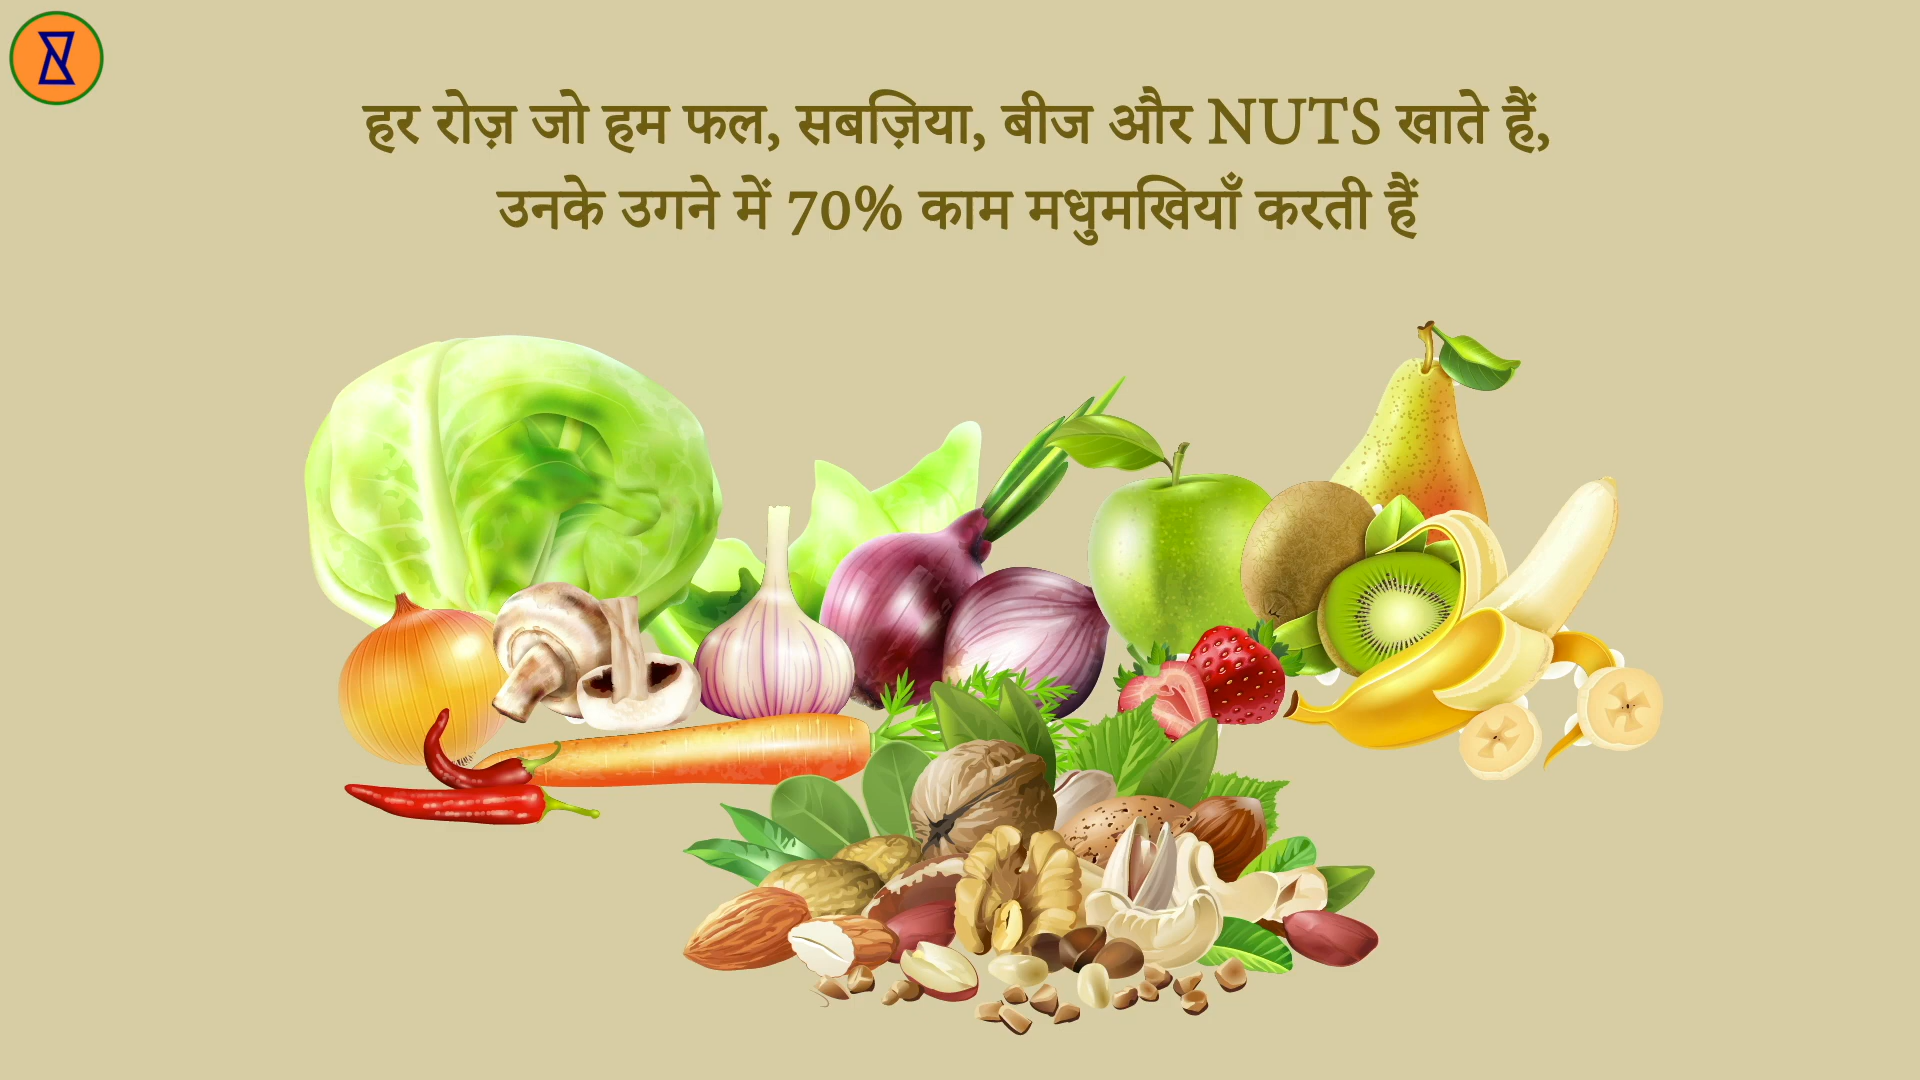 हर रोज़ जो हम फल, सबज़िया, बीज और NUTS खाते हैं,
उनके उगने में 70% काम मधुमखियाँ करती हैं